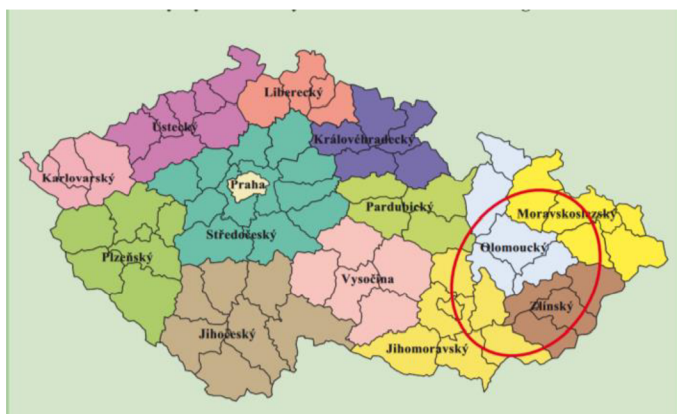 Liberecký
Ústecký
Královéhradecký
Karlovarský
Praha
Pardubický
Moravskoslezský
Středočeský
Olomoucký
Plzeňský
Vysočina
Zlínský
Jihočeský
Jihomoravský